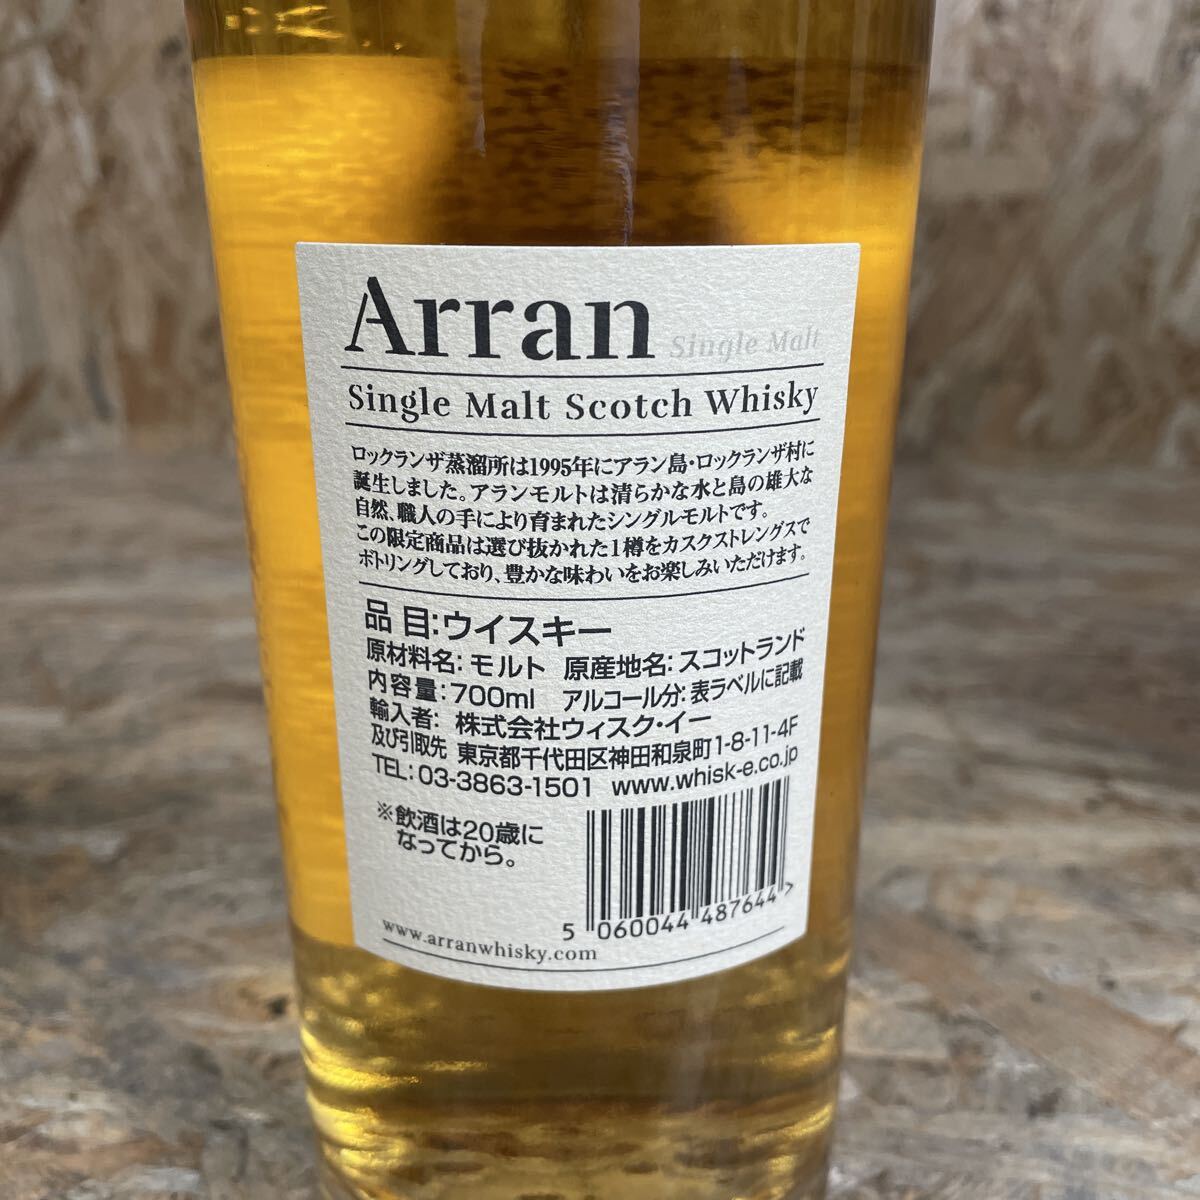 Arran Single Malt
Single Malt Scotch Whisky
ロックランザ蒸溜所は1995年にアラン島・ロックランザ村に
誕生しました。アランモルトは清らかな水と島の雄大な
自然、職人の手により育まれたシングルモルトです。
この限定商品は選び抜かれた1樽をカスクストレングスで
ボトリングしており、豊かな味わいをお楽しみいただけます。
品 目:ウイスキー
原材料名:モルト 原産地名:スコットランド
内容量:700ml アルコール分:表ラベルに記載
輸入者: 株式会社ウィスク・イー
及び引取先 東京都千代田区神田和泉町1-8-11-4F
TEL:03-3863-1501 www.whisk-e.co.jp
※飲酒は20歳に
なってから。
5 060044 487644 >
www.arranwhisky.com